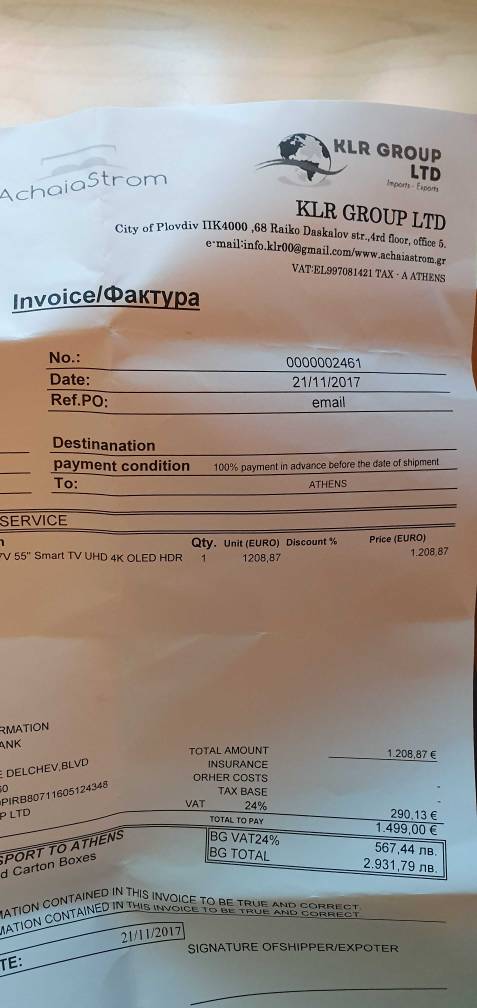 AchaiaStrom
KLR GROUP
LTD
Imports - Exports
KLR GROUP LTD
City of Plovdiv ПК4000 ,68 Raiko Daskalov str.,4rd floor, office 5.
e-mail:info.klr00@gmail.com/www.achaiastrom.gr
VAT:EL997081421 TAX - A ATHENS
Invoice/Фактура
No.: 0000002461
Date: 21/11/2017
Ref.PO: email
Destinanation
payment condition 100% payment in advance before the date of shipment
To: ATHENS
SERVICE
Qty. Unit (EURO) Discount % Price (EURO)
7V 55" Smart TV UHD 4K OLED HDR 1 1208,87 1.208,87
RMATION
ANK
E DELCHEV,BLVD
60
PIRB80711605124348
P LTD
TOTAL AMOUNT 1.208,87 €
INSURANCE
ORHER COSTS -
TAX BASE -
VAT 24% 290,13 €
TOTAL TO PAY 1.499,00 €
BG VAT24% 567,44 лв.
BG TOTAL 2.931,79 лв.
SPORT TO ATHENS
d Carton Boxes
MATION CONTAINED IN THIS INVOICE TO BE TRUE AND CORRECT.
MATION CONTAINED IN THIS INVOICE TO BE TRUE AND CORRECT
TE: 21/11/2017
SIGNATURE OFSHIPPER/EXPOTER